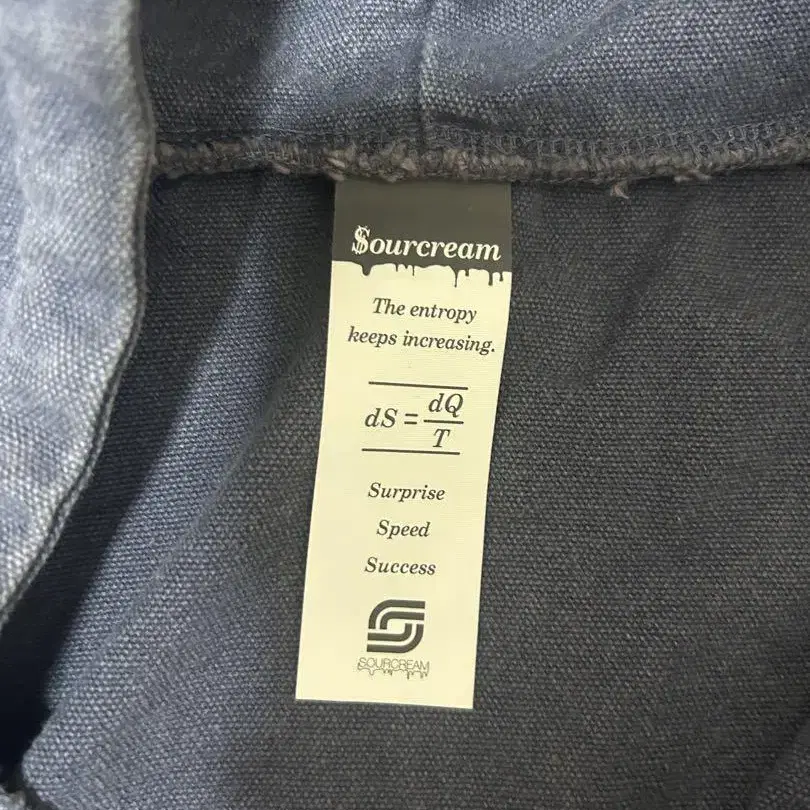 $ourcream
The entropy
keeps increasing.
dS = dQ/T
Surprise
Speed
Success
SOURCREAM